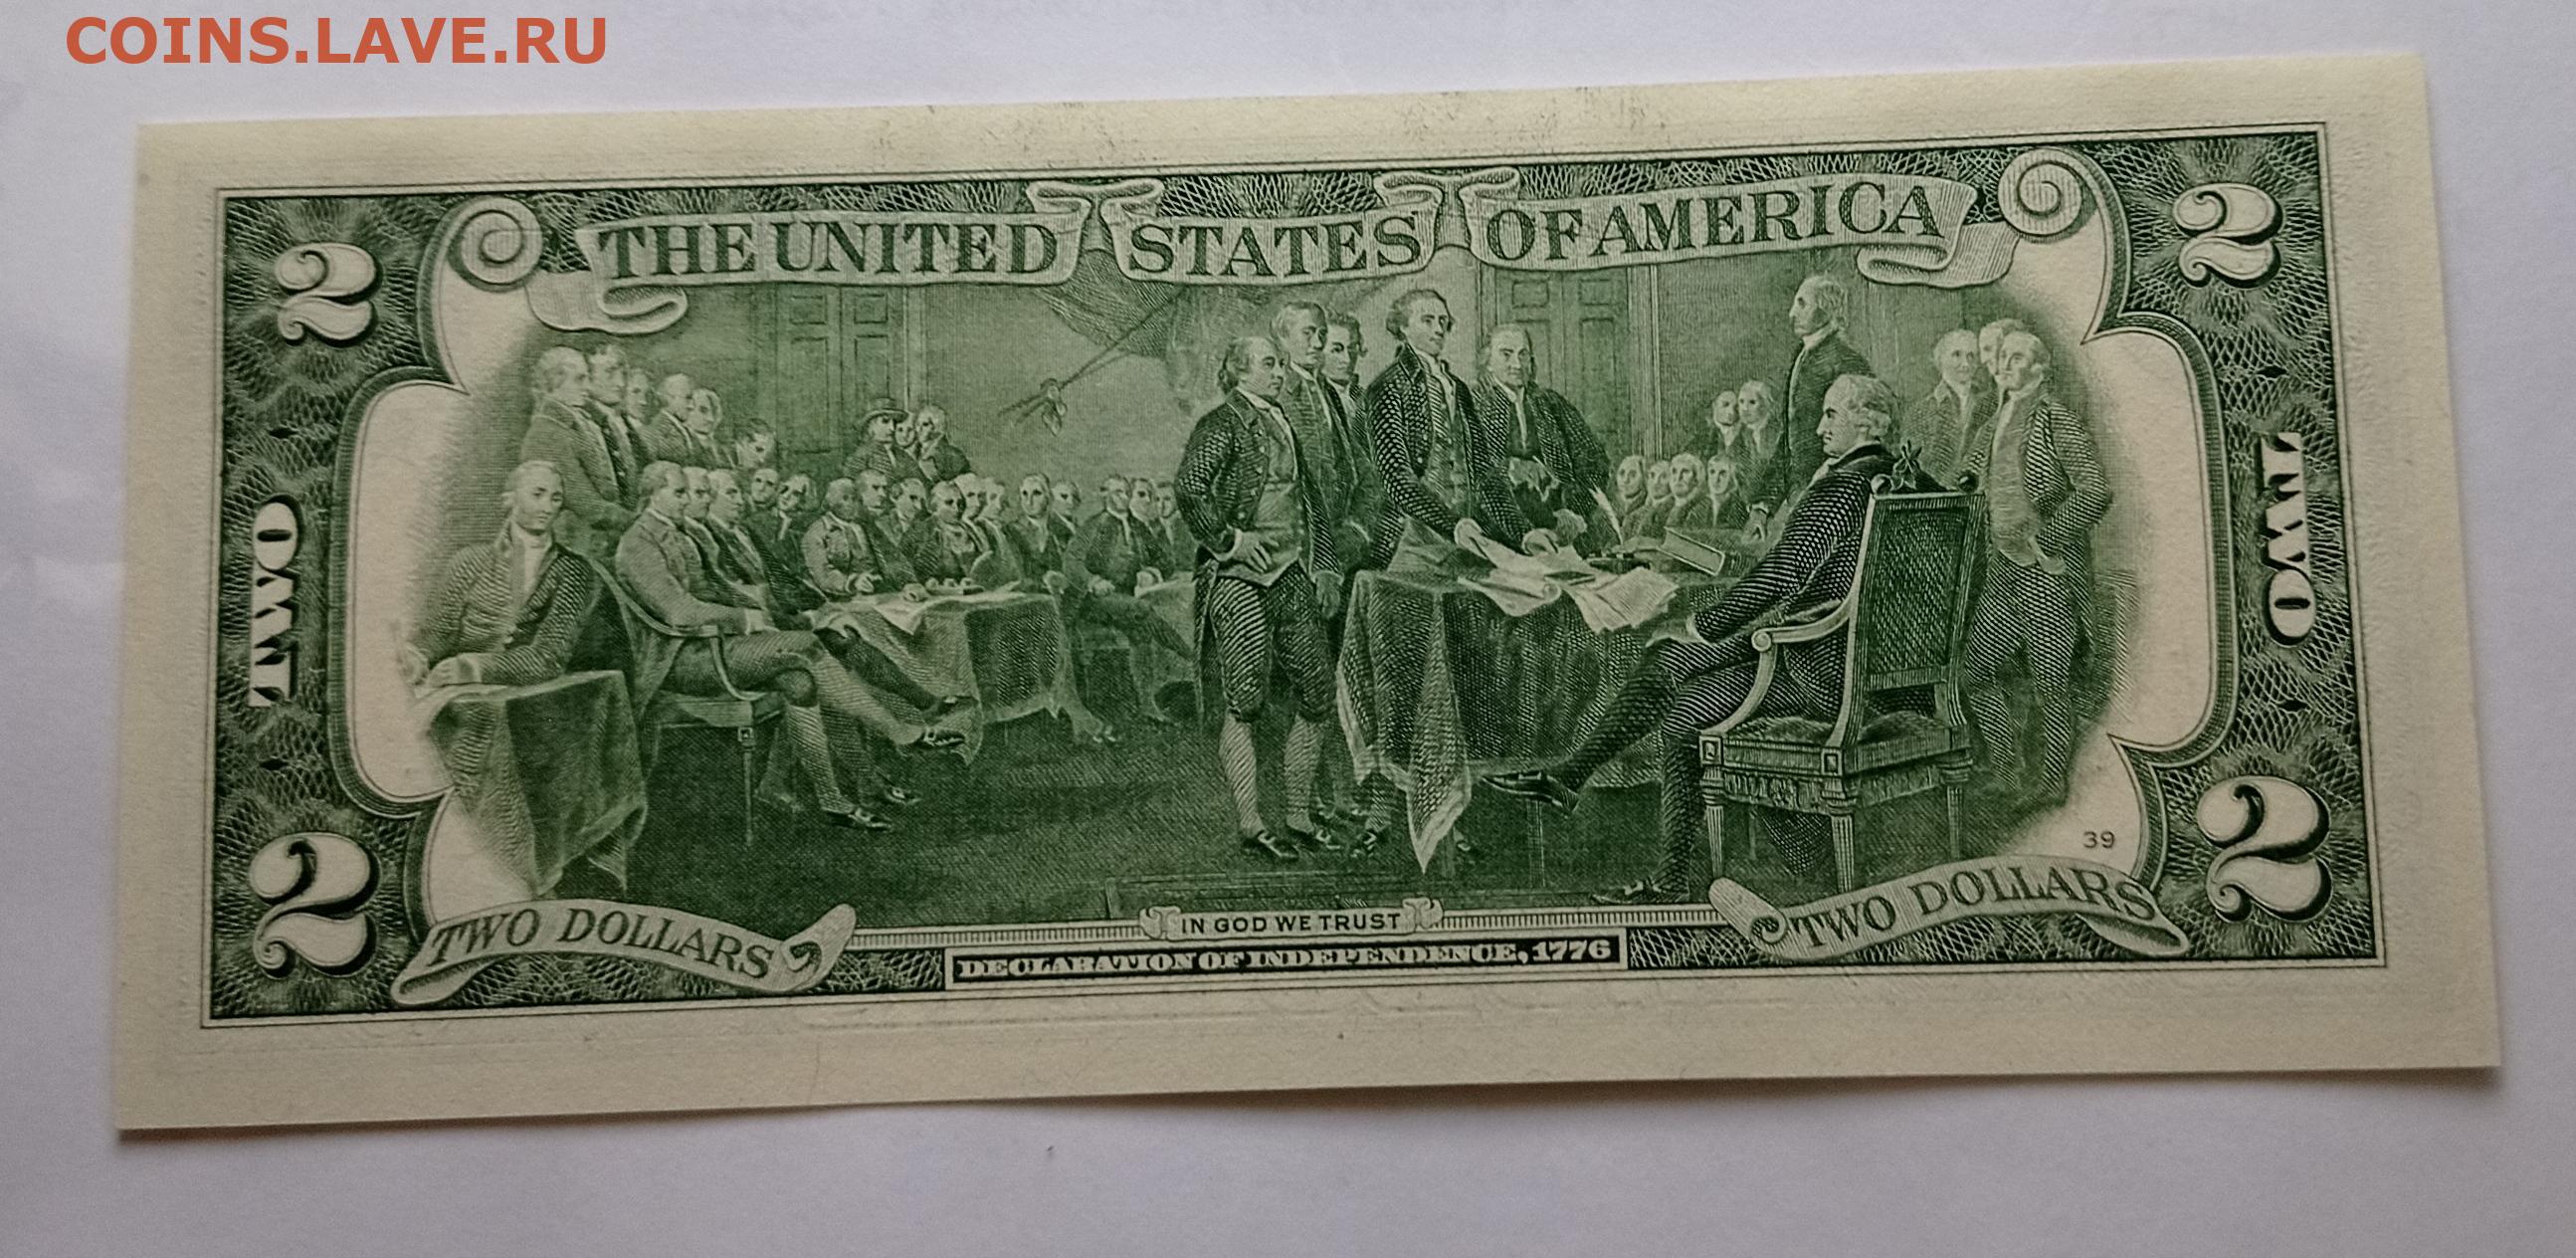 COINS.LAVE.RU
THE UNITED STATES OF AMERICA
2 2
TWO TWO
2 2
39
TWO DOLLARS IN GOD WE TRUST TWO DOLLARS
DECLARATION OF INDEPENDENCE, 1776